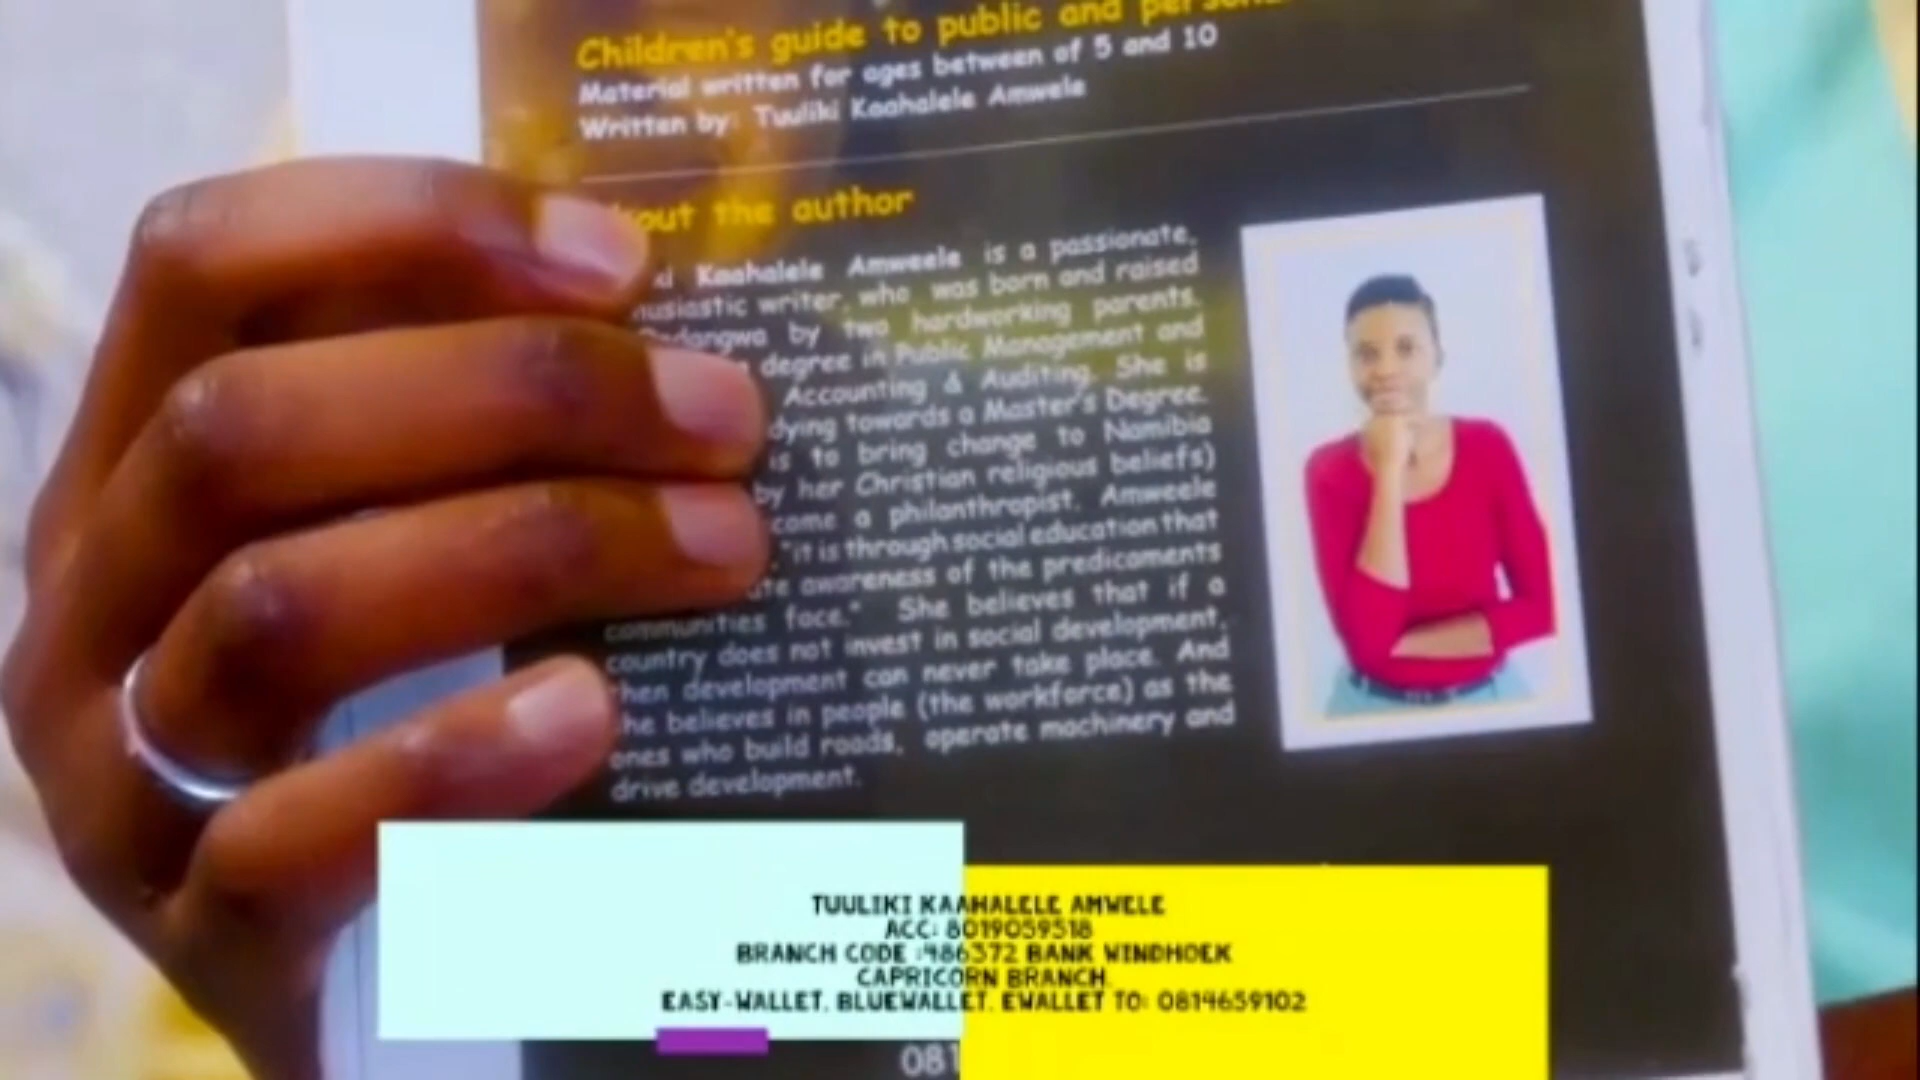 Children's guide to public and
Material written for ages between of 5 and 10
Written by: Tuuliki Kaahalele Amwele
the author
Kaahalele Amweele is a passionate,
writer, who was born and raised
by two hardworking parents.
degree in Public Management and
Accounting & Auditing. She is
towards a Master's Degree.
is to bring change to Namibia
by her Christian religious beliefs)
a philanthropist. Amweele
"it is through social education that
awareness of the predicaments
communities face." She believes that if a
country does not invest in social development,
then development can never take place. And
she believes in people (the workforce) as the
ones who build roads, operate machinery and
drive development.
TUULIKI KAAHALELE AMWELE
ACC: 8019059518
BRANCH CODE :486372 BANK WINDHOEK
CAPRICORN BRANCH.
EASY-WALLET, BLUEWALLET, EWALLET TO: 0814659102
081